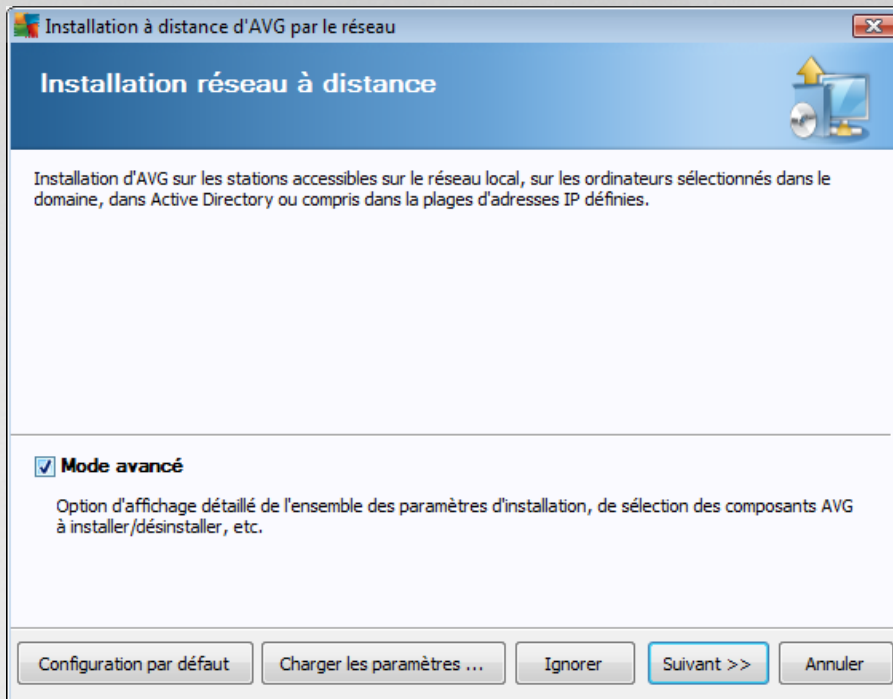 Installation à distance d'AVG par le réseau
Installation réseau à distance
Installation d'AVG sur les stations accessibles sur le réseau local, sur les ordinateurs sélectionnés dans le
domaine, dans Active Directory ou compris dans la plages d'adresses IP définies.
Mode avancé
Option d'affichage détaillé de l'ensemble des paramètres d'installation, de sélection des composants AVG
à installer/désinstaller, etc.
Configuration par défaut
Charger les paramètres ...
Ignorer
Suivant >>
Annuler